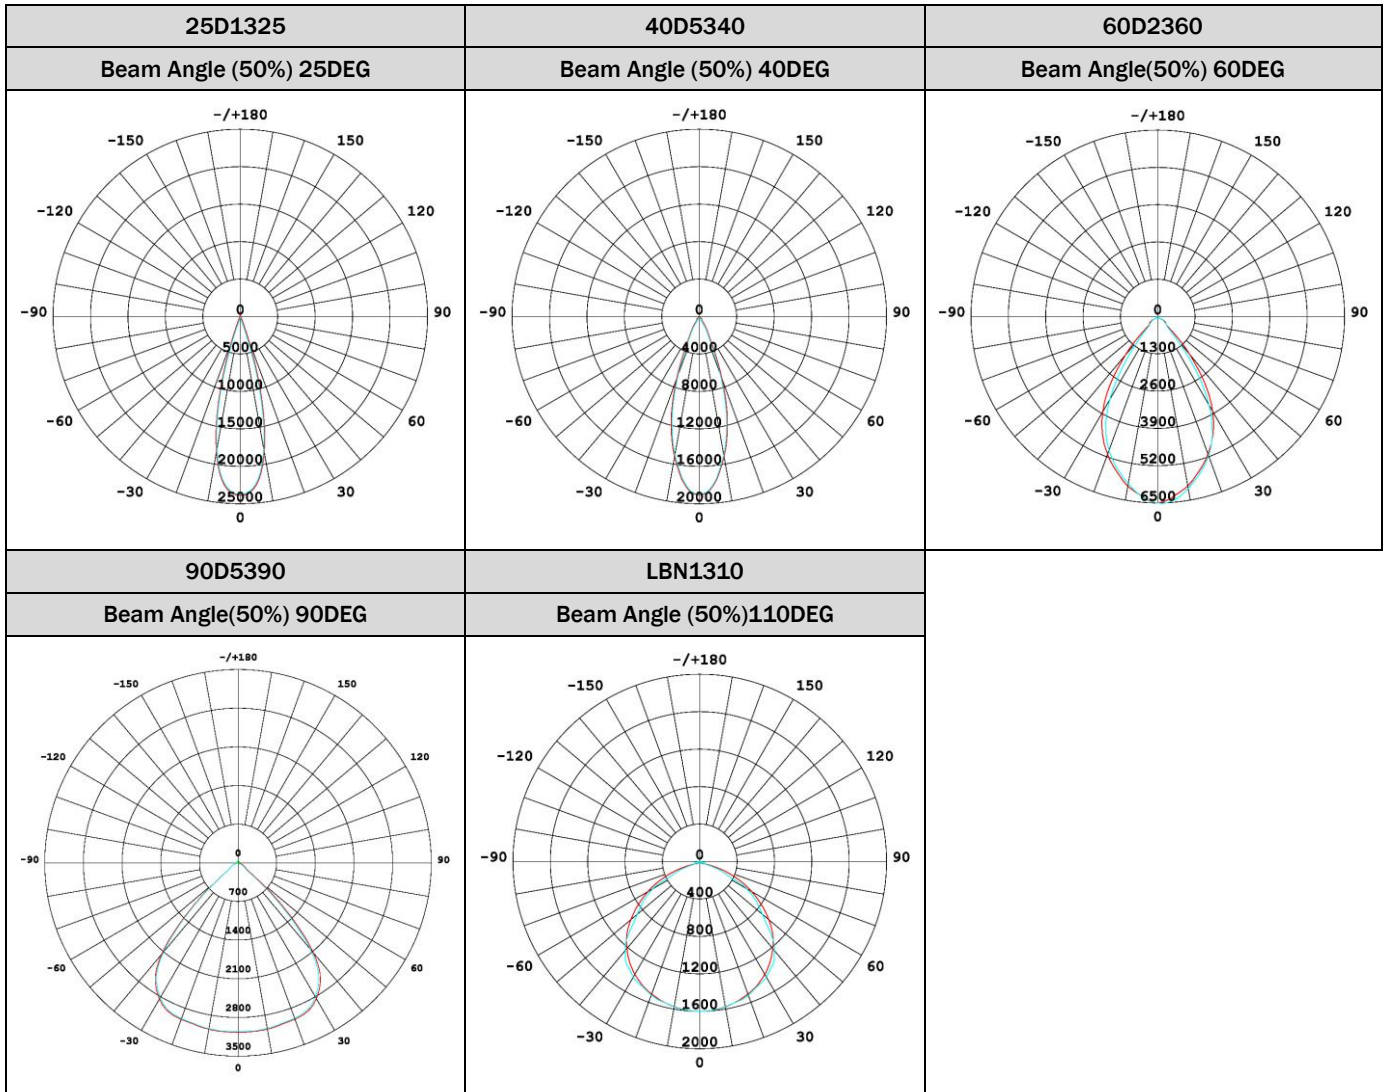 25D1325
Beam Angle (50%) 25DEG
-/+180
-150 150
-120 120
-90 0 90
5000
10000
-60 15000 60
20000
-30 25000 30
0
40D5340
Beam Angle (50%) 40DEG
-/+180
-150 150
-120 120
-90 0 90
4000
8000
-60 12000 60
16000
-30 20000 30
0
60D2360
Beam Angle(50%) 60DEG
-/+180
-150 150
-120 120
-90 0 90
1300
2600
-60 3900 60
5200
-30 6500 30
0
90D5390
Beam Angle(50%) 90DEG
-/+180
-150 150
-120 120
-90 0 90
700
1400
-60 2100 60
2800
-30 3500 30
0
LBN1310
Beam Angle (50%)110DEG
-/+180
-150 150
-120 120
-90 0 90
400
800
-60 1200 60
1600
-30 2000 30
0